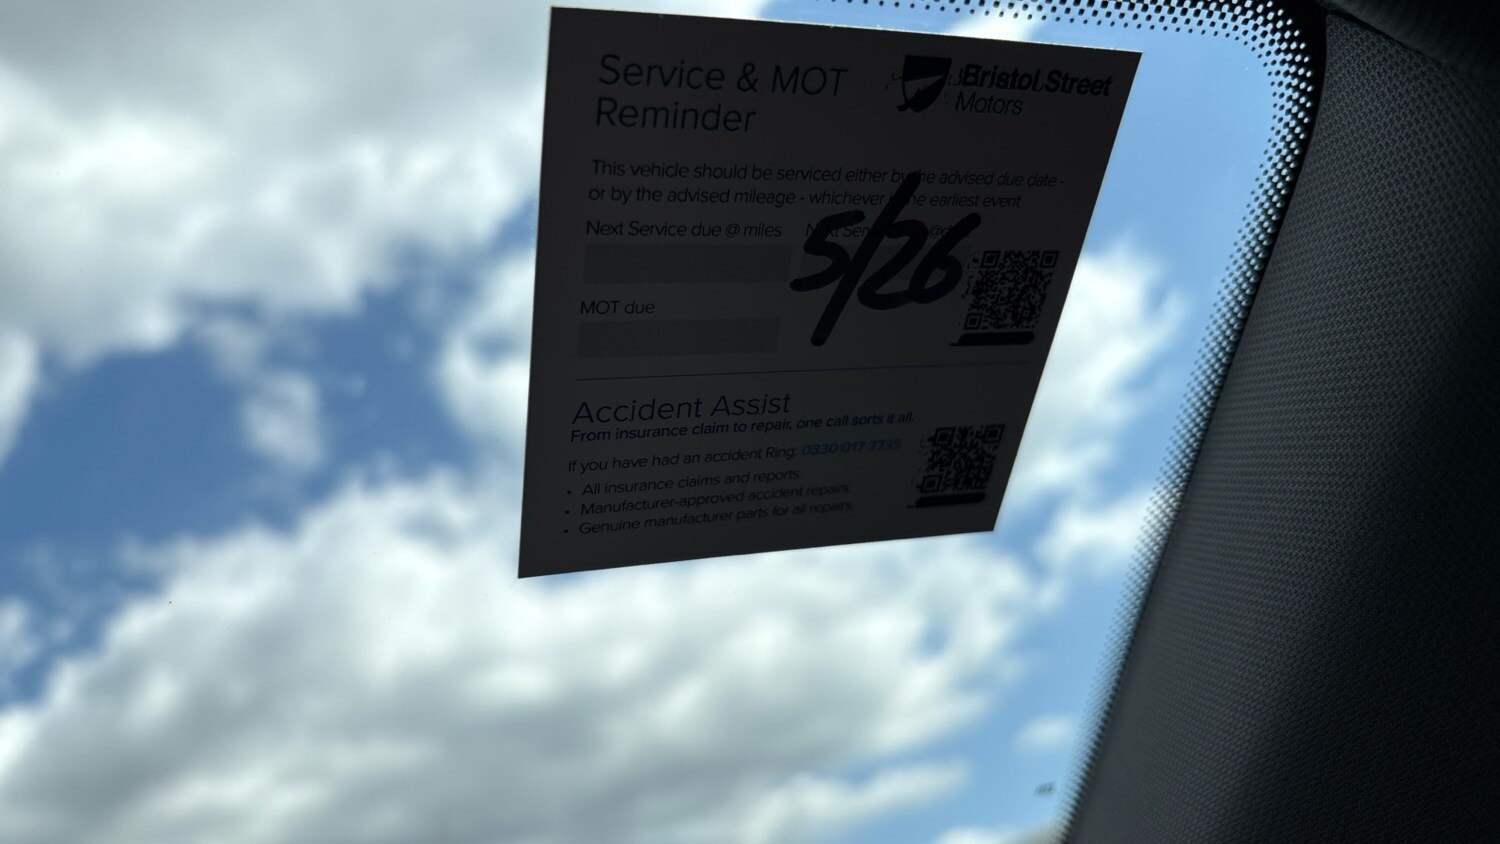 Service & MOT
Reminder
Bristol Street
Motors
This vehicle should be serviced either by the advised due date -
or by the advised mileage - whichever is the earliest event
Next Service due @ miles
5/26
MOT due
Accident Assist
From insurance claim to repair, one call sorts it all.
If you have had an accident Ring: 0330 017 7735
• All insurance claims and reports.
• Manufacturer-approved accident repairs.
• Genuine manufacturer parts for all repairs.